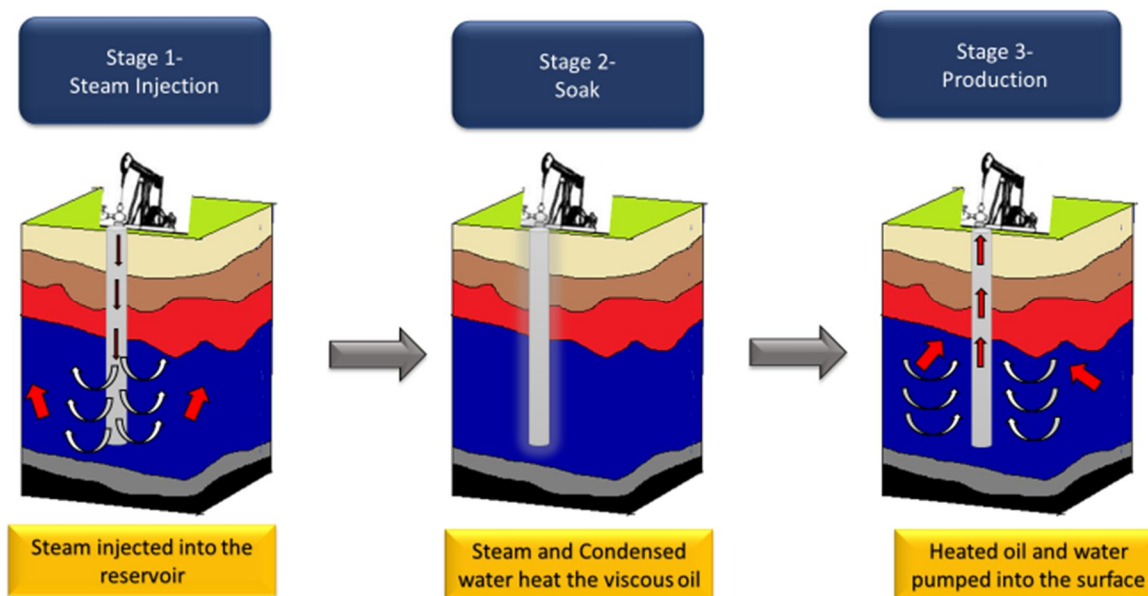 Stage 1-
Steam Injection
Stage 2-
Soak
Stage 3-
Production
Steam injected into the
reservoir
Steam and Condensed
water heat the viscous oil
Heated oil and water
pumped into the surface